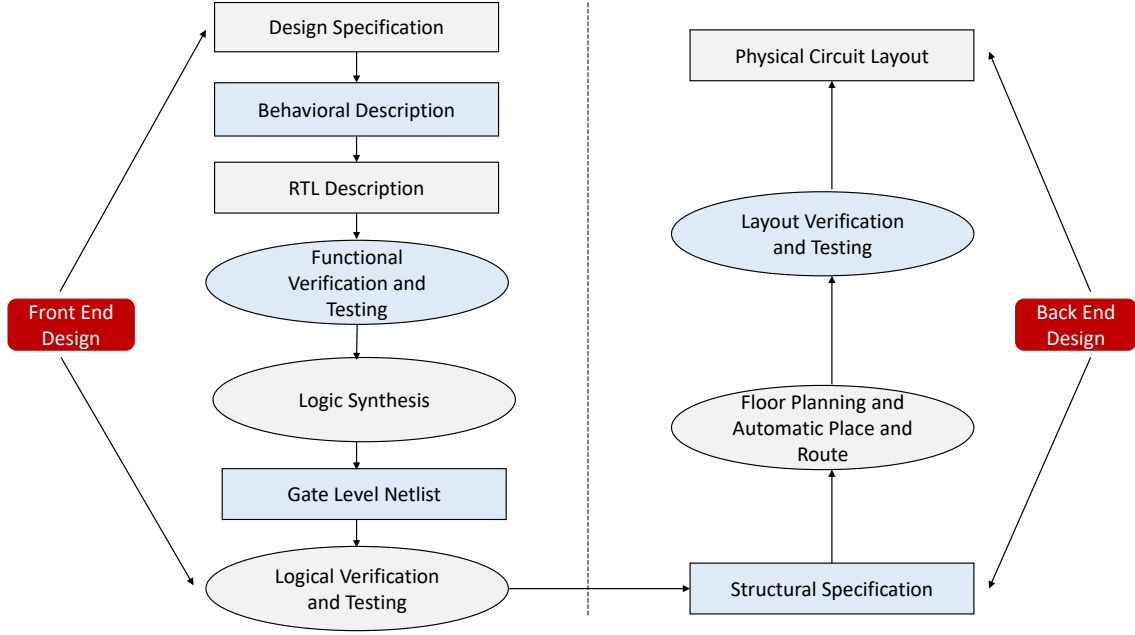 Design Specification
Behavioral Description
RTL Description
Functional
Verification and
Testing
Front End
Design
Logic Synthesis
Gate Level Netlist
Logical Verification
and Testing
Physical Circuit Layout
Layout Verification
and Testing
Back End
Design
Floor Planning and
Automatic Place and
Route
Structural Specification